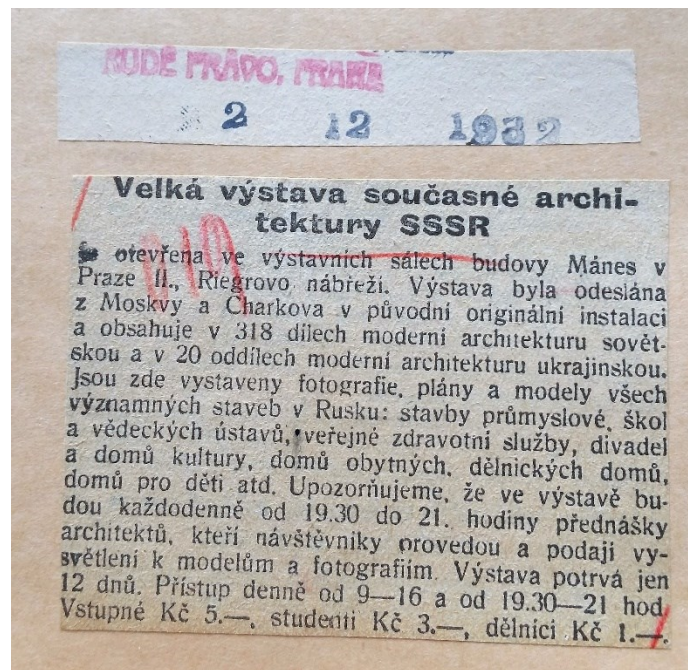 RUDÉ PRÁVO, PRAHA
2 12 1932
Velká výstava současné archi-
tektury SSSR
je otevřena ve výstavních sálech budovy Mánes v
Praze II., Riegrovo nábřeží. Výstava byla odeslána
z Moskvy a Charkova v původní originální instalaci
a obsahuje v 318 dílech moderní architekturu sovět-
skou a v 20 oddílech moderní architekturu ukrajinskou.
Jsou zde vystaveny fotografie, plány a modely všech
významných staveb v Rusku: stavby průmyslové, škol
a vědeckých ústavů, veřejné zdravotní služby, divadel
a domů kultury, domů obytných, dělnických domů,
domů pro děti atd. Upozorňujeme, že ve výstavě bu-
dou každodenně od 19.30 do 21. hodiny přednášky
architektů, kteří návštěvníky provedou a podají vy-
světlení k modelům a fotografiím. Výstava potrvá jen
12 dnů. Přístup denně od 9—16 a od 19.30—21 hod.
Vstupné Kč 5.—, studenti Kč 3.—, dělníci Kč 1.—.